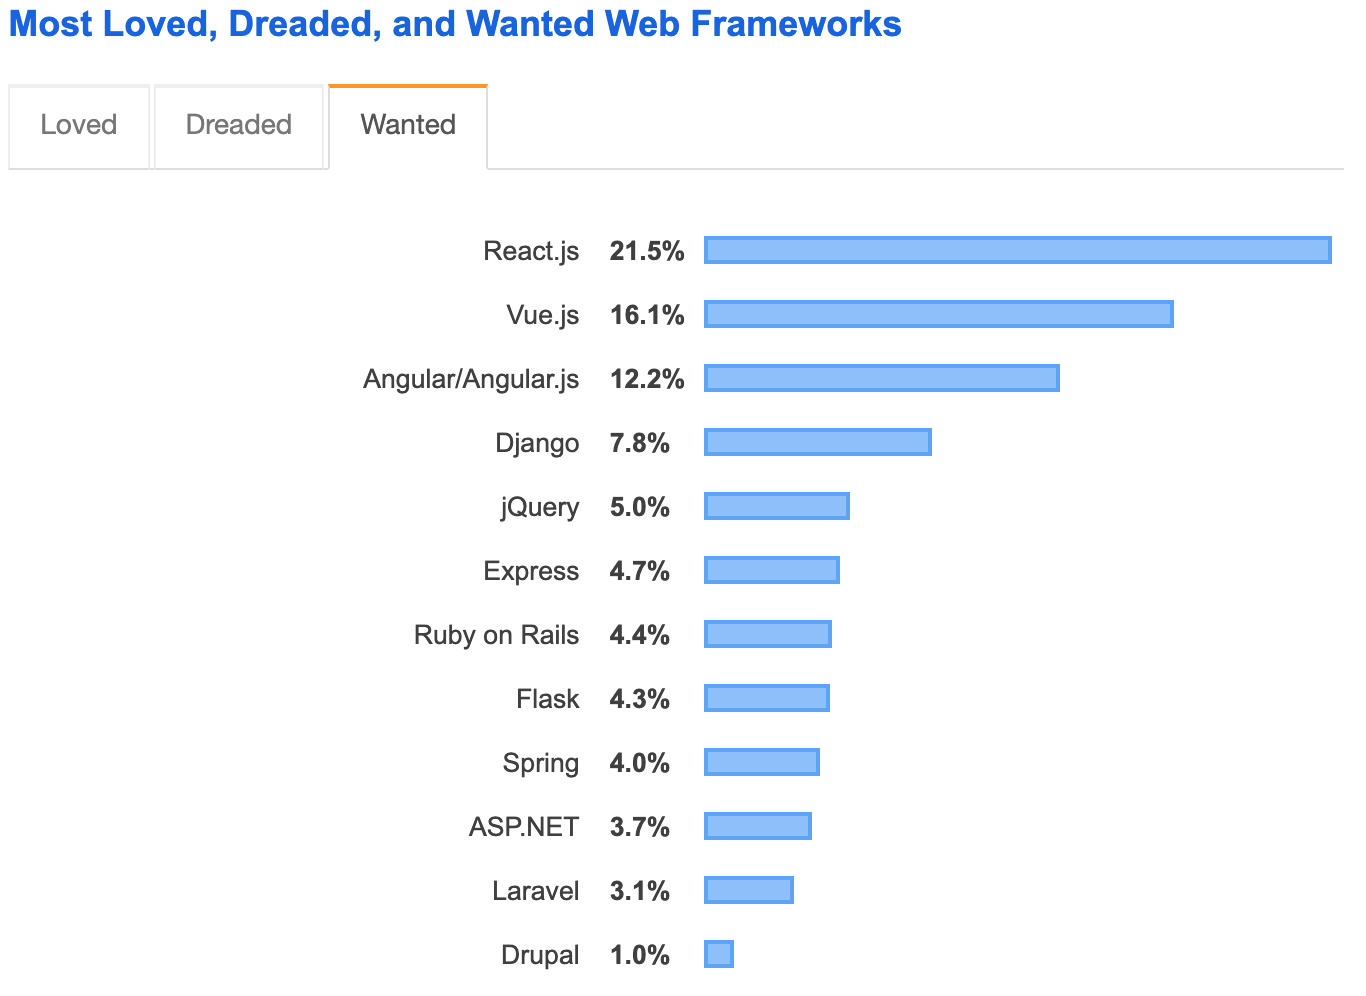 Most Loved, Dreaded, and Wanted Web Frameworks
Loved Dreaded Wanted
React.js 21.5%
Vue.js 16.1%
Angular/Angular.js 12.2%
Django 7.8%
jQuery 5.0%
Express 4.7%
Ruby on Rails 4.4%
Flask 4.3%
Spring 4.0%
ASP.NET 3.7%
Laravel 3.1%
Drupal 1.0%